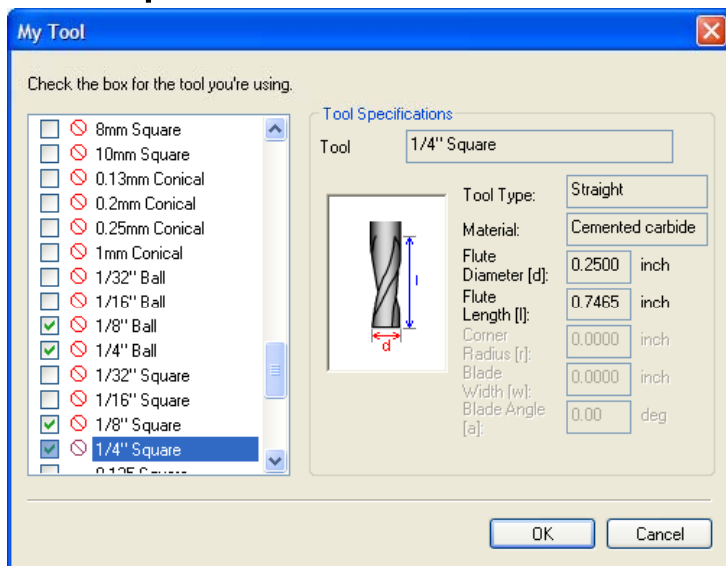 My Tool
Check the box for the tool you're using.
8mm Square
10mm Square
0.13mm Conical
0.2mm Conical
0.25mm Conical
1mm Conical
1/32" Ball
1/16" Ball
1/8" Ball
1/4" Ball
1/32" Square
1/16" Square
1/8" Square
1/4" Square
Tool Specifications
Tool 1/4" Square
Tool Type: Straight
Material: Cemented carbide
Flute
Diameter [d]: 0.2500 inch
Flute
Length [l]: 0.7465 inch
Corner
Radius [r]: 0.0000 inch
Blade
Width [w]: 0.0000 inch
Blade Angle
[a]: 0.00 deg
l
d
OK Cancel